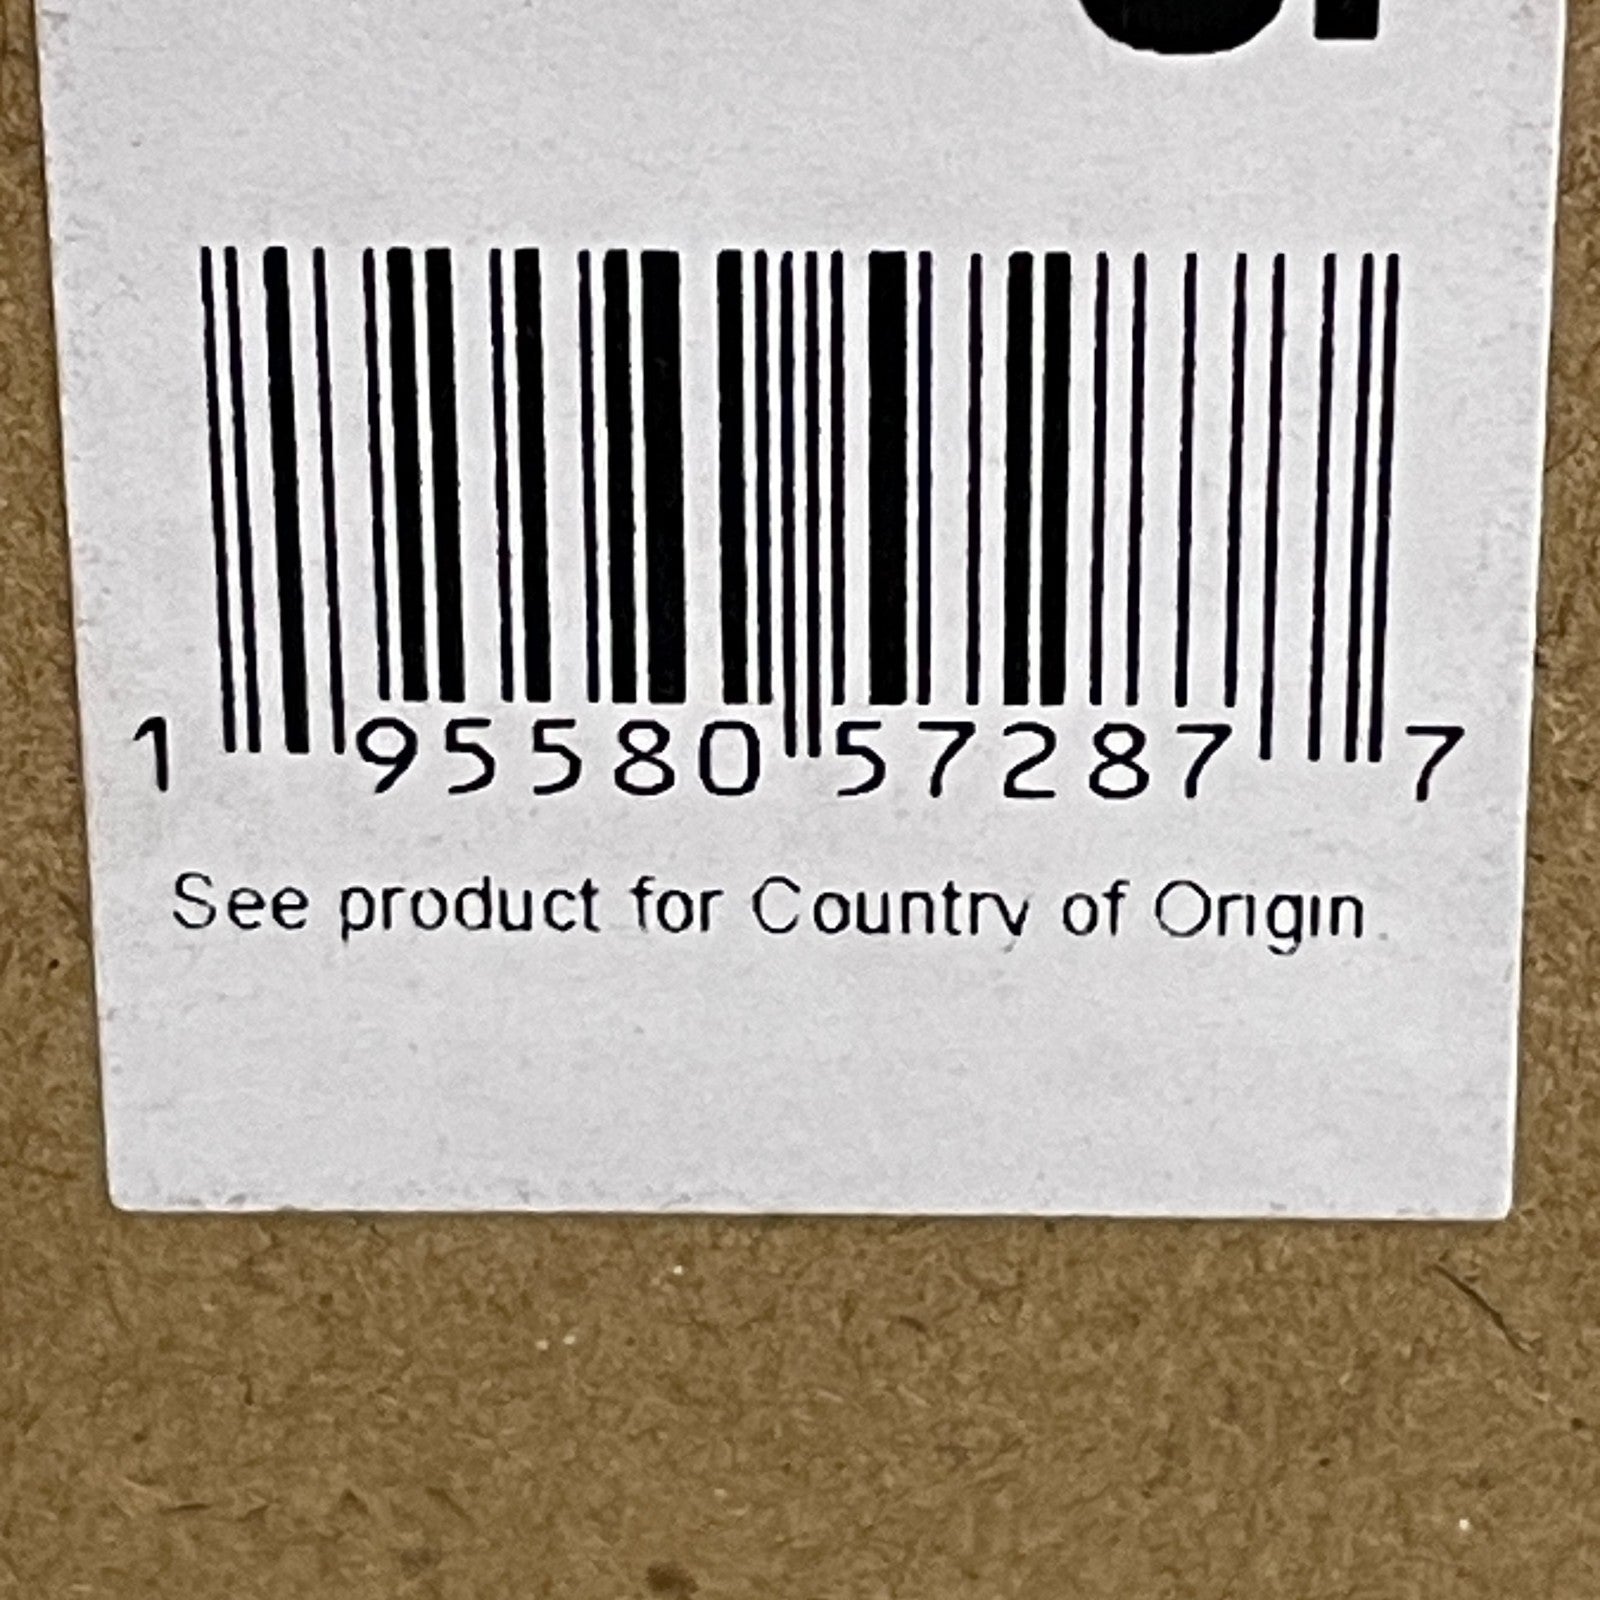 1 95580 57287 7
See product for Country of Origin.